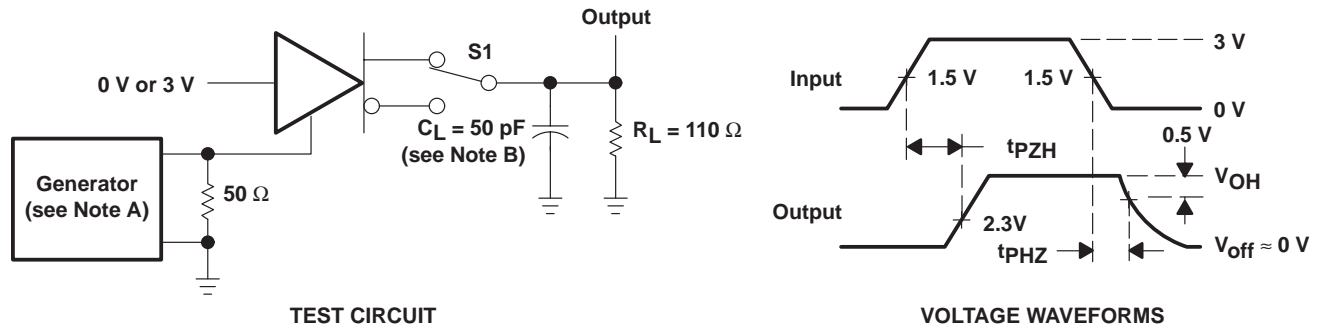 Output
S1
0 V or 3 V
CL = 50 pF
(see Note B)
RL = 110 Ω
Generator
(see Note A)
50 Ω
TEST CIRCUIT
3 V
Input
1.5 V
1.5 V
0 V
0.5 V
tPZH
VOH
Output
2.3V
tPHZ
Voff ≈ 0 V
VOLTAGE WAVEFORMS